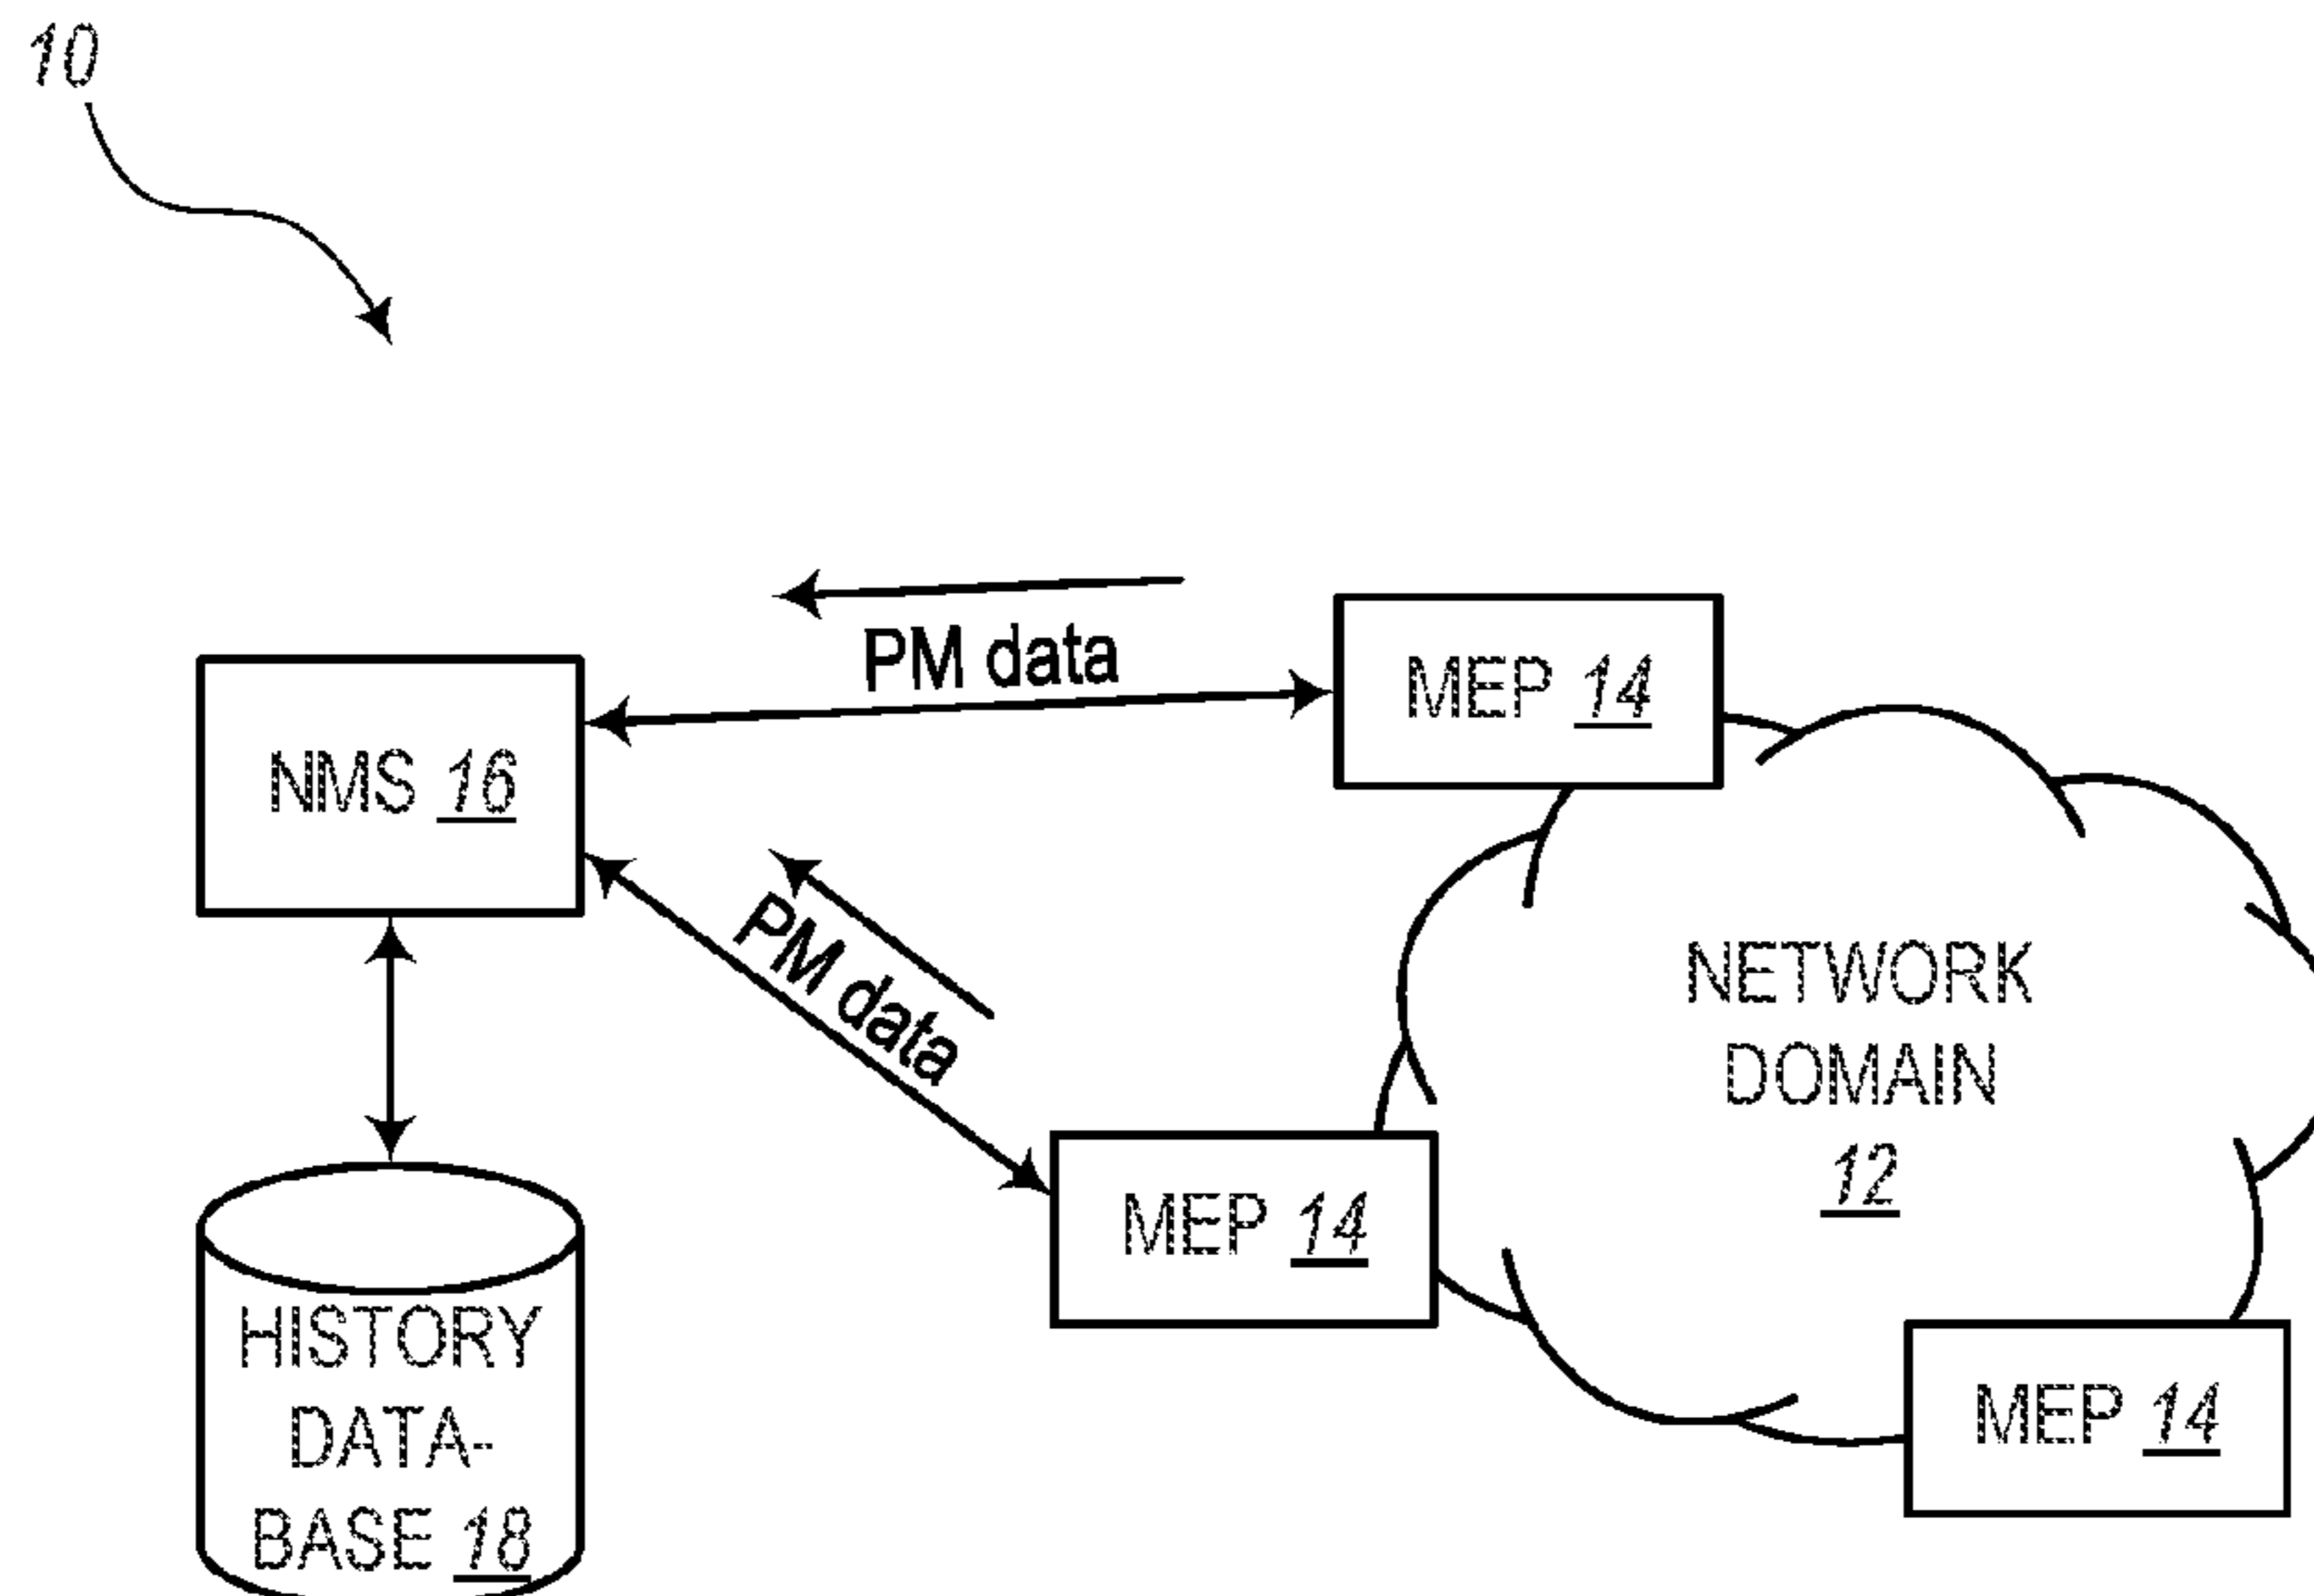 10
PM data
MEP 14
NMS 16
PM data
NETWORK
DOMAIN
12
MEP 14
HISTORY
DATA-
BASE 18
MEP 14